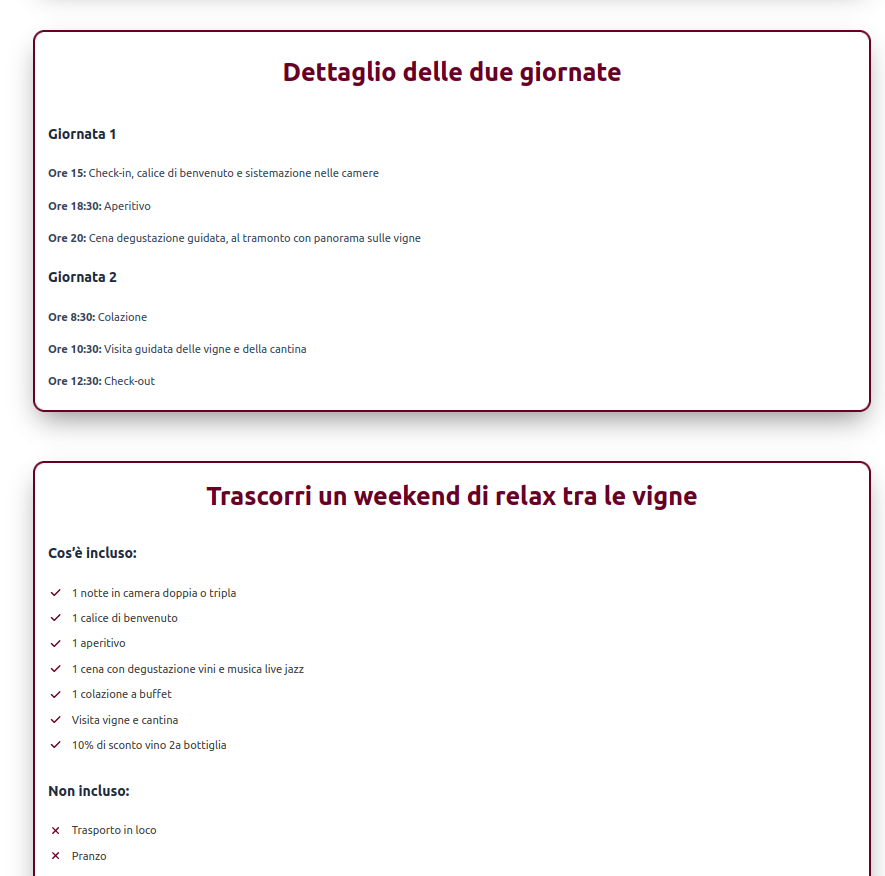 Dettaglio delle due giornate
Giornata 1
Ore 15: Check-in, calice di benvenuto e sistemazione nelle camere
Ore 18:30: Aperitivo
Ore 20: Cena degustazione guidata, al tramonto con panorama sulle vigne
Giornata 2
Ore 8:30: Colazione
Ore 10:30: Visita guidata delle vigne e della cantina
Ore 12:30: Check-out
Trascorri un weekend di relax tra le vigne
Cos’è incluso:
1 notte in camera doppia o tripla
1 calice di benvenuto
1 aperitivo
1 cena con degustazione vini e musica live jazz
1 colazione a buffet
Visita vigne e cantina
10% di sconto vino 2a bottiglia
Non incluso:
Trasporto in loco
Pranzo